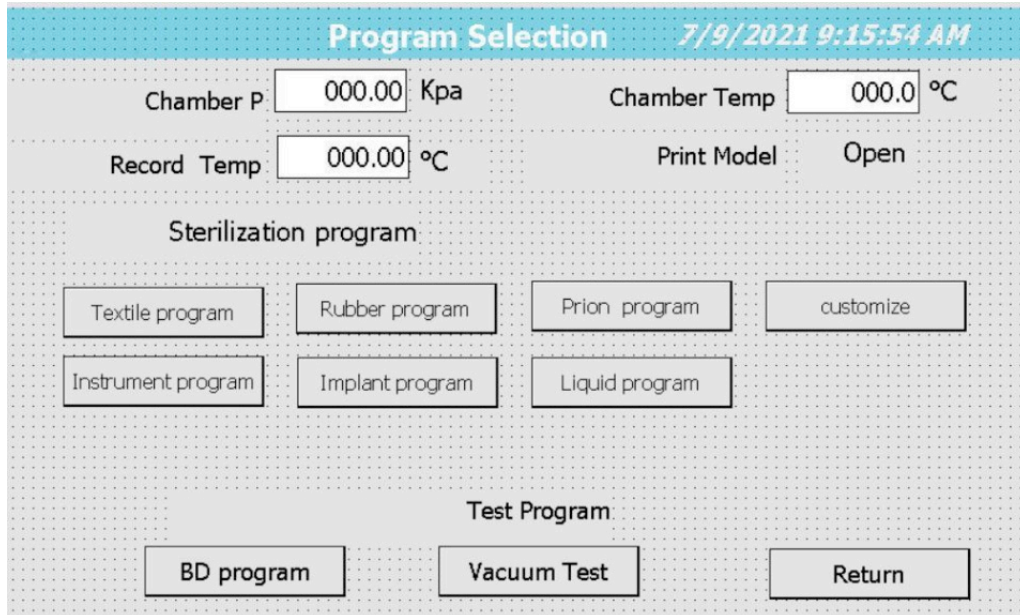 Program Selection 7/9/2021 9:15:54 AM
Chamber P 000.00 Kpa Chamber Temp 000.0 °C
Record Temp 000.00 °C Print Model Open
Sterilization program
Textile program Rubber program Prion program customize
Instrument program Implant program Liquid program
Test Program
BD program Vacuum Test Return